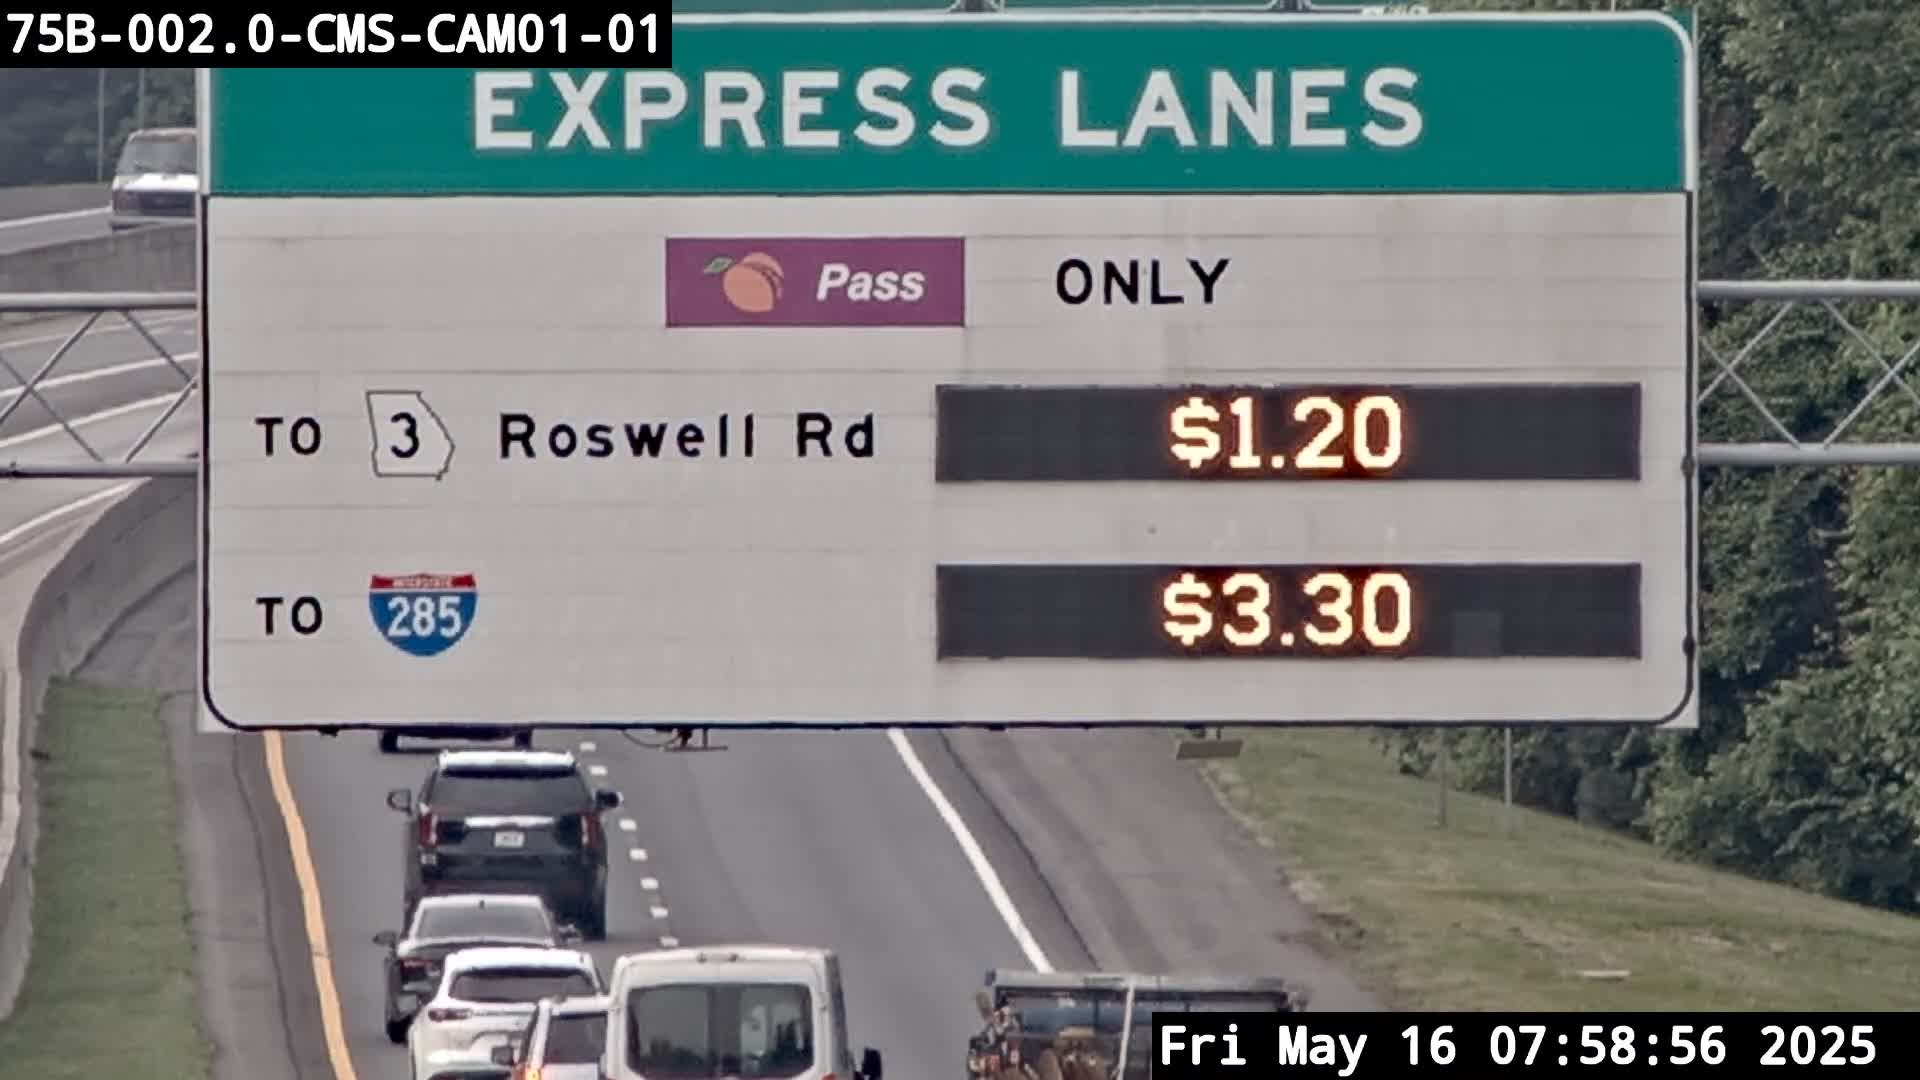 75B-002.0-CMS-CAM01-01
EXPRESS LANES
Pass ONLY
TO 3 Roswell Rd $1.20
TO INTERSTATE 285 $3.30
Fri May 16 07:58:56 2025